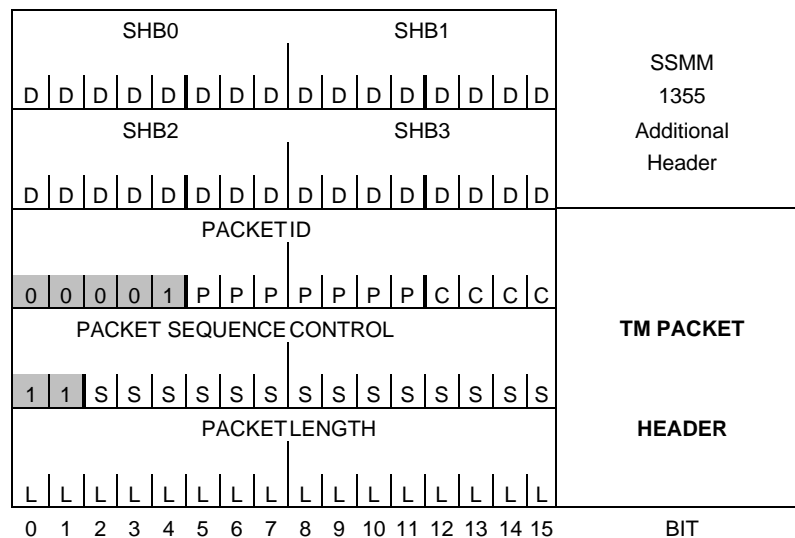 SHB0 SHB1
D D D D D D D D D D D D D D D D
SHB2 SHB3
D D D D D D D D D D D D D D D D
SSMM
1355
Additional
Header
PACKET ID
0 0 0 0 1 P P P P P P P C C C C
PACKET SEQUENCE CONTROL
1 1 S S S S S S S S S S S S S S
PACKET LENGTH
L L L L L L L L L L L L L L L L
TM PACKET
HEADER
0 1 2 3 4 5 6 7 8 9 10 11 12 13 14 15 BIT